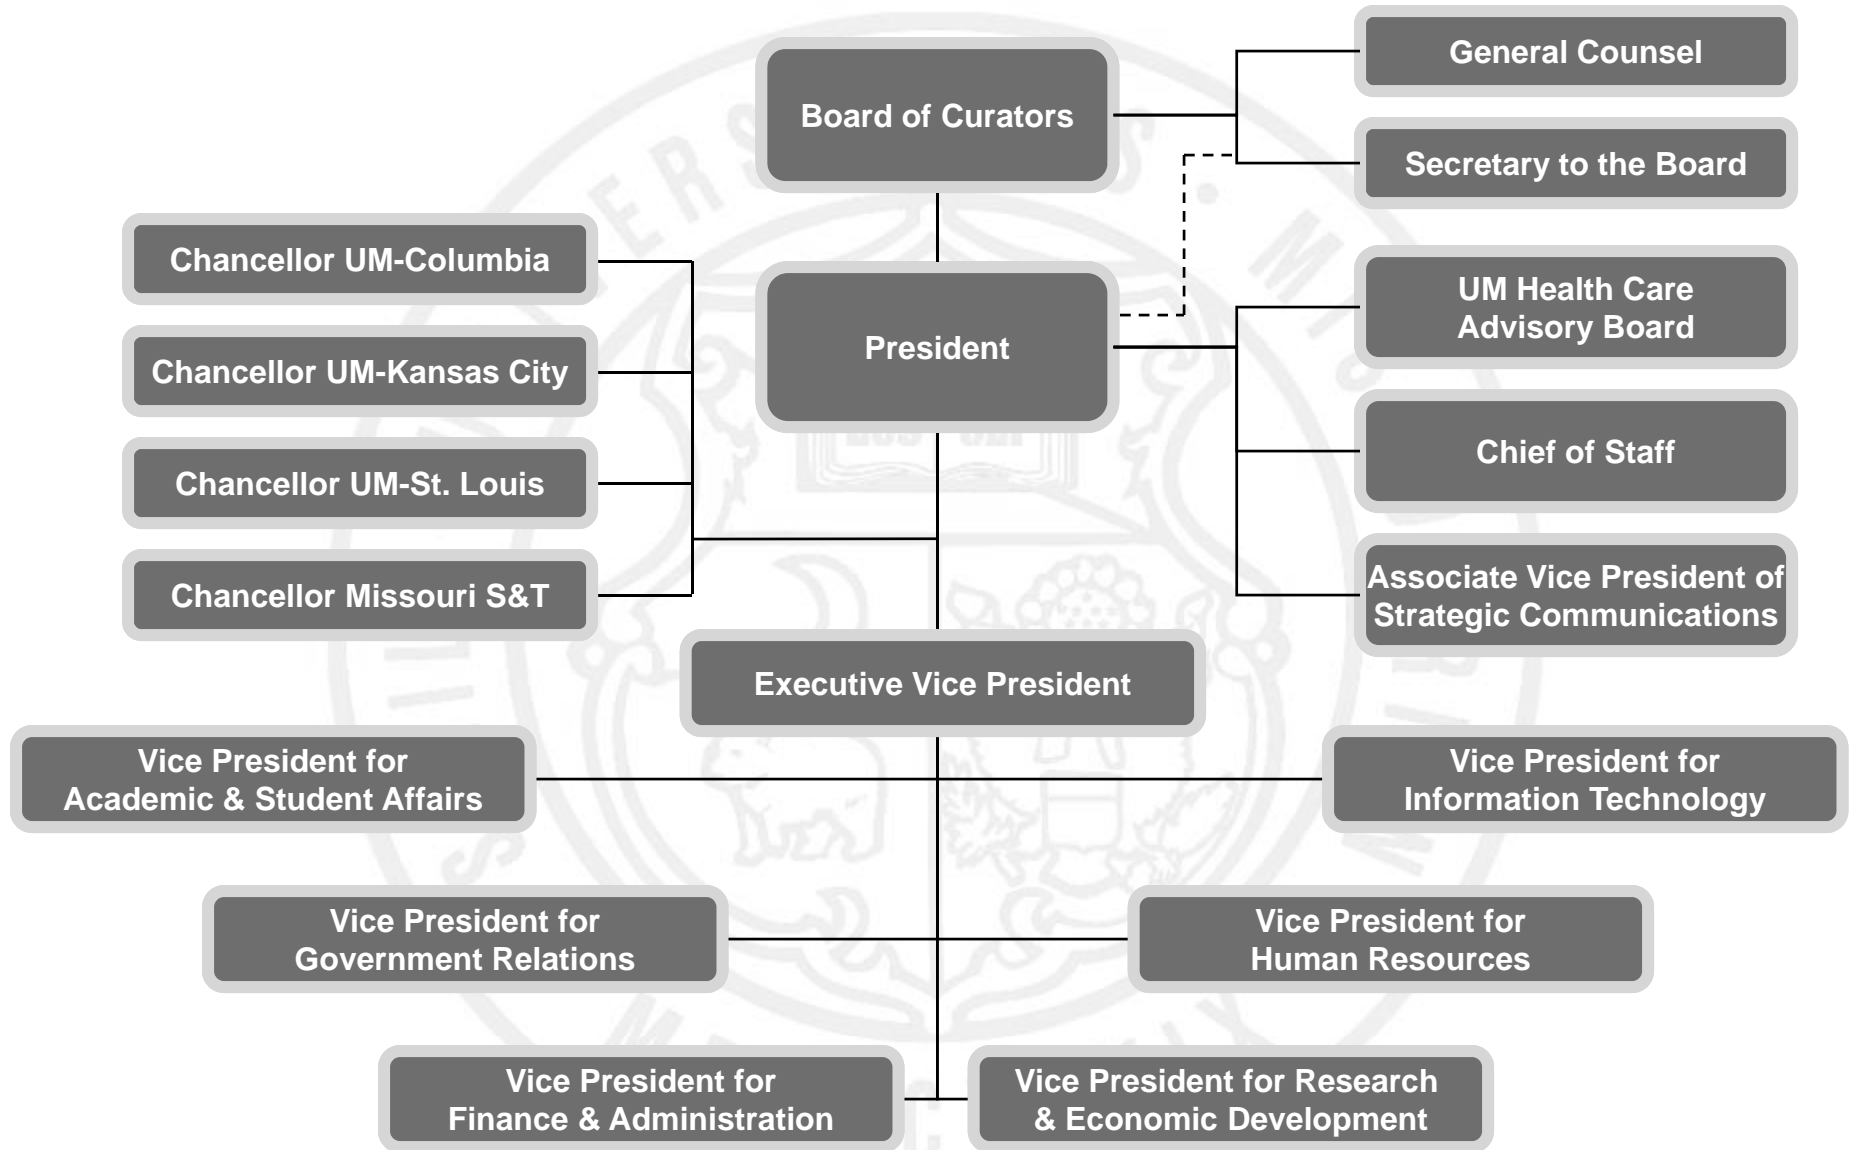 Board of Curators
General Counsel
Secretary to the Board
Chancellor UM-Columbia
Chancellor UM-Kansas City
Chancellor UM-St. Louis
Chancellor Missouri S&T
President
UM Health Care
Advisory Board
Chief of Staff
Associate Vice President of
Strategic Communications
Executive Vice President
Vice President for
Academic & Student Affairs
Vice President for
Information Technology
Vice President for
Government Relations
Vice President for
Human Resources
Vice President for
Finance & Administration
Vice President for Research
& Economic Development